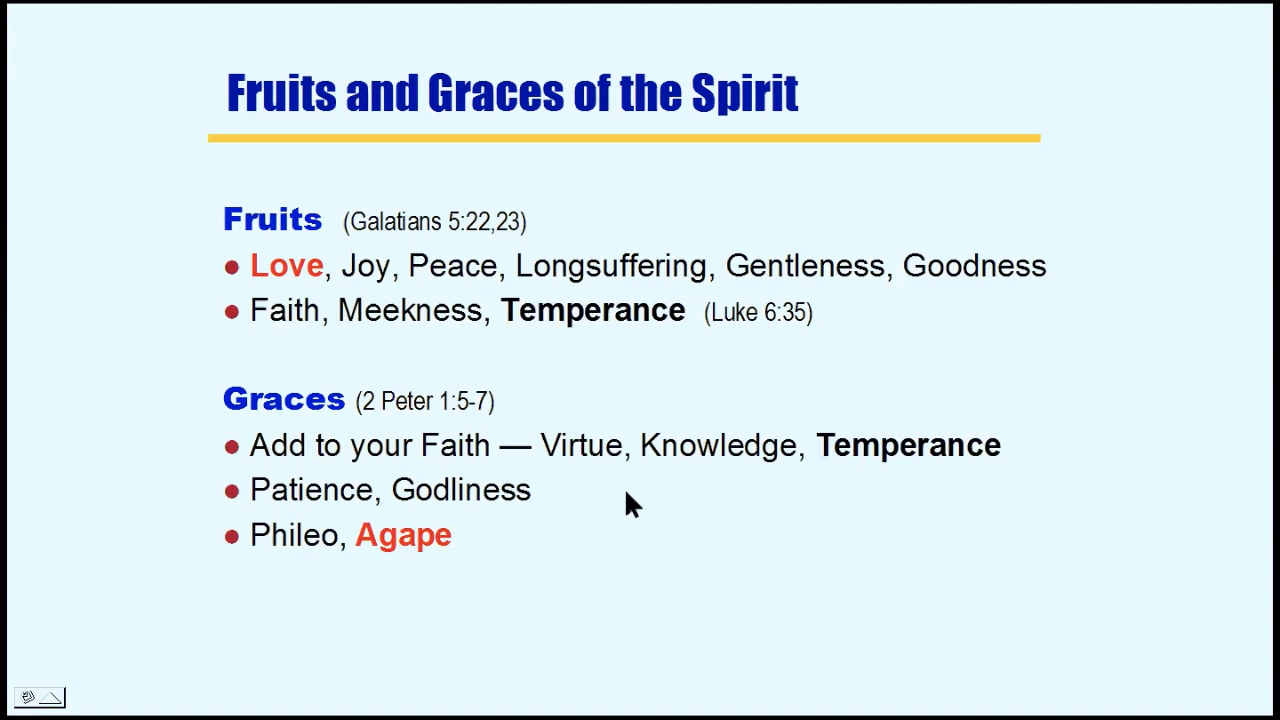 Fruits and Graces of the Spirit
Fruits (Galatians 5:22,23)
● Love, Joy, Peace, Longsuffering, Gentleness, Goodness
● Faith, Meekness, Temperance (Luke 6:35)
Graces (2 Peter 1:5-7)
● Add to your Faith — Virtue, Knowledge, Temperance
● Patience, Godliness
● Phileo, Agape